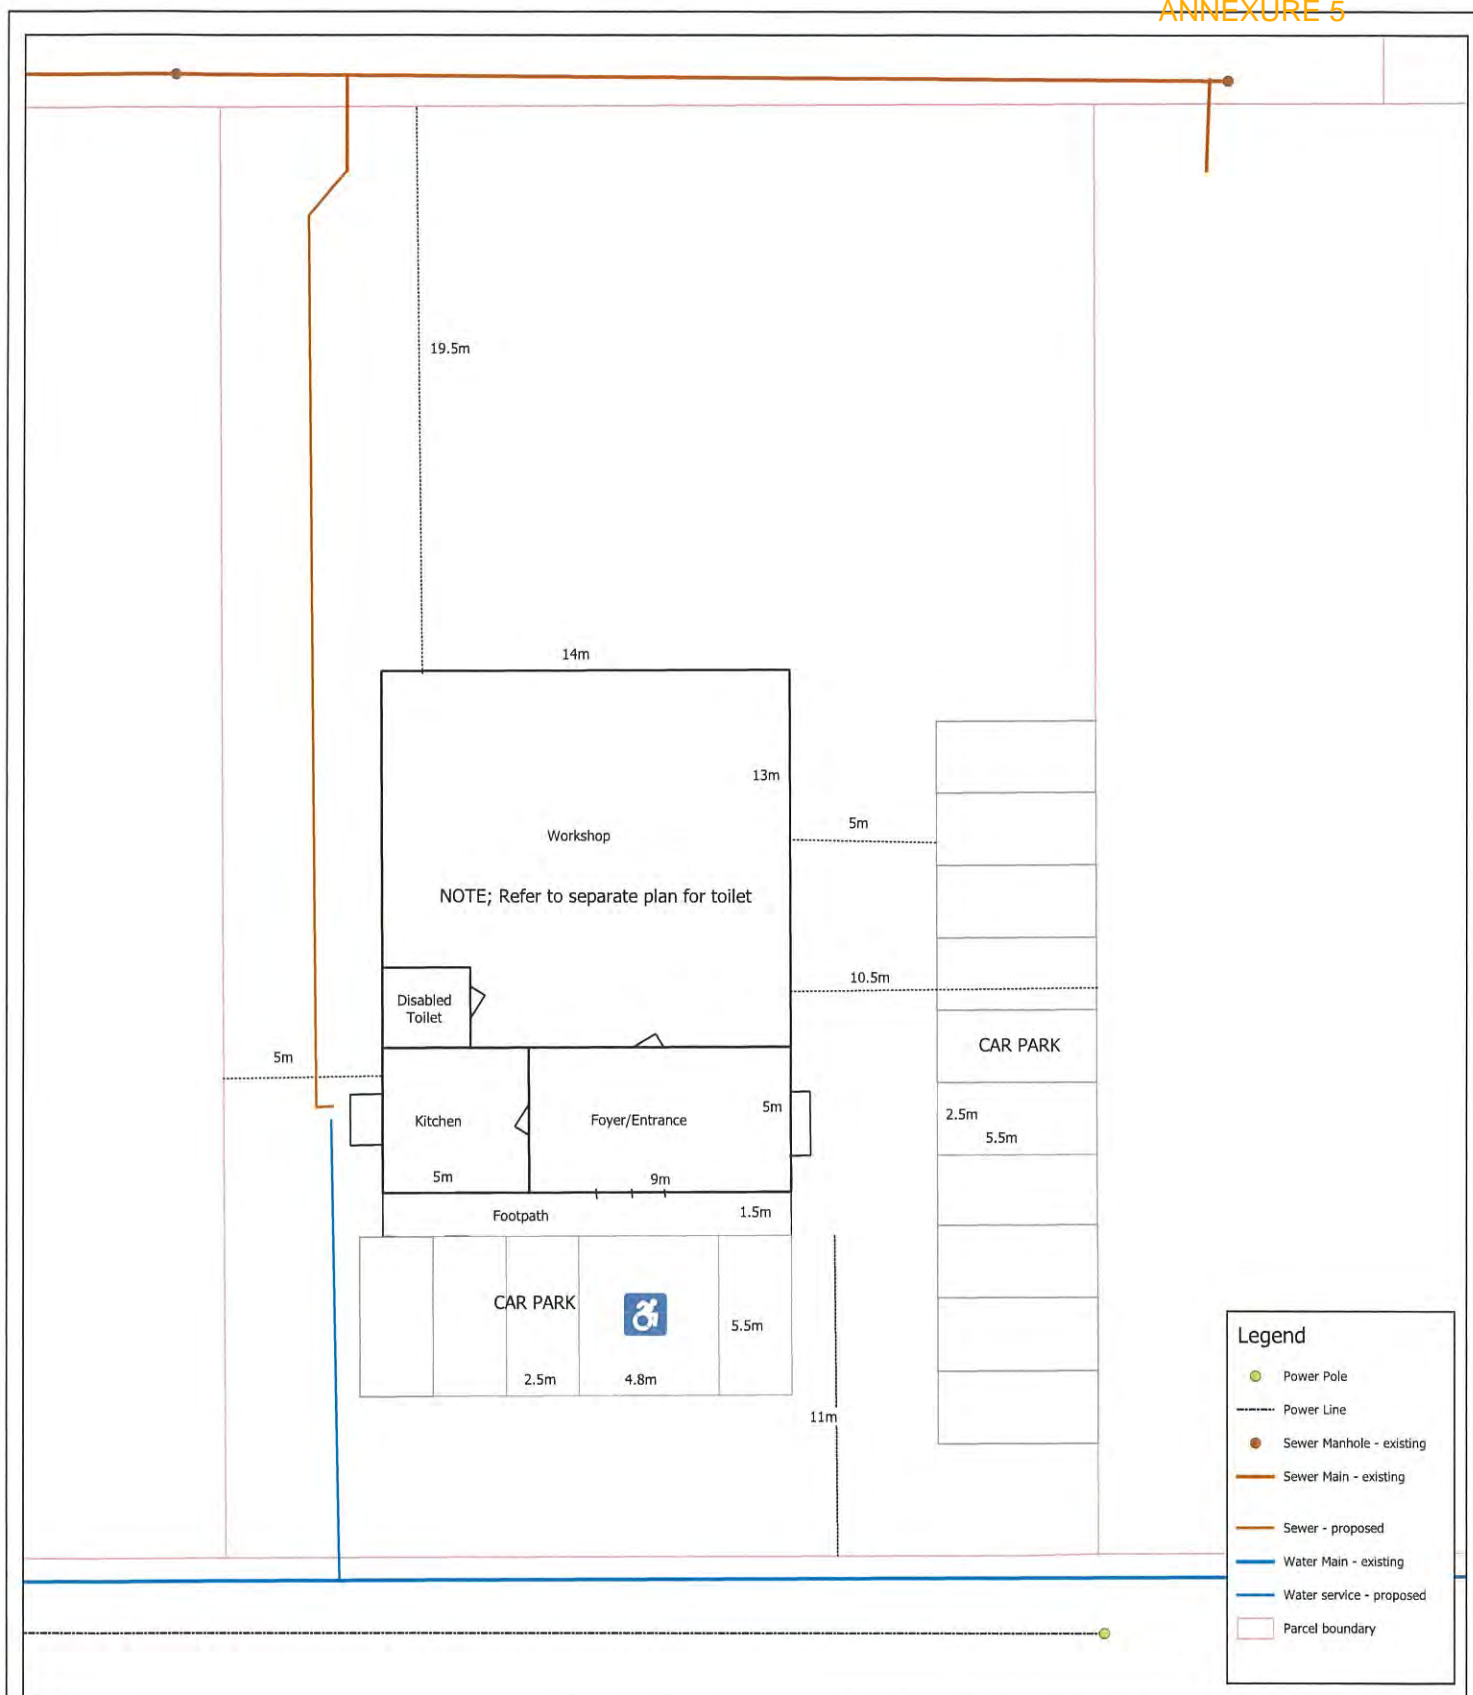 ANNEXURE 5
19.5m
14m
13m
Workshop
5m
NOTE; Refer to separate plan for toilet
10.5m
Disabled
Toilet
CAR PARK
5m
Kitchen
Foyer/Entrance
5m
2.5m
5.5m
5m
9m
Footpath
1.5m
CAR PARK
5.5m
2.5m
4.8m
11m
Legend
Power Pole
Power Line
Sewer Manhole - existing
Sewer Main - existing
Sewer - proposed
Water Main - existing
Water service - proposed
Parcel boundary